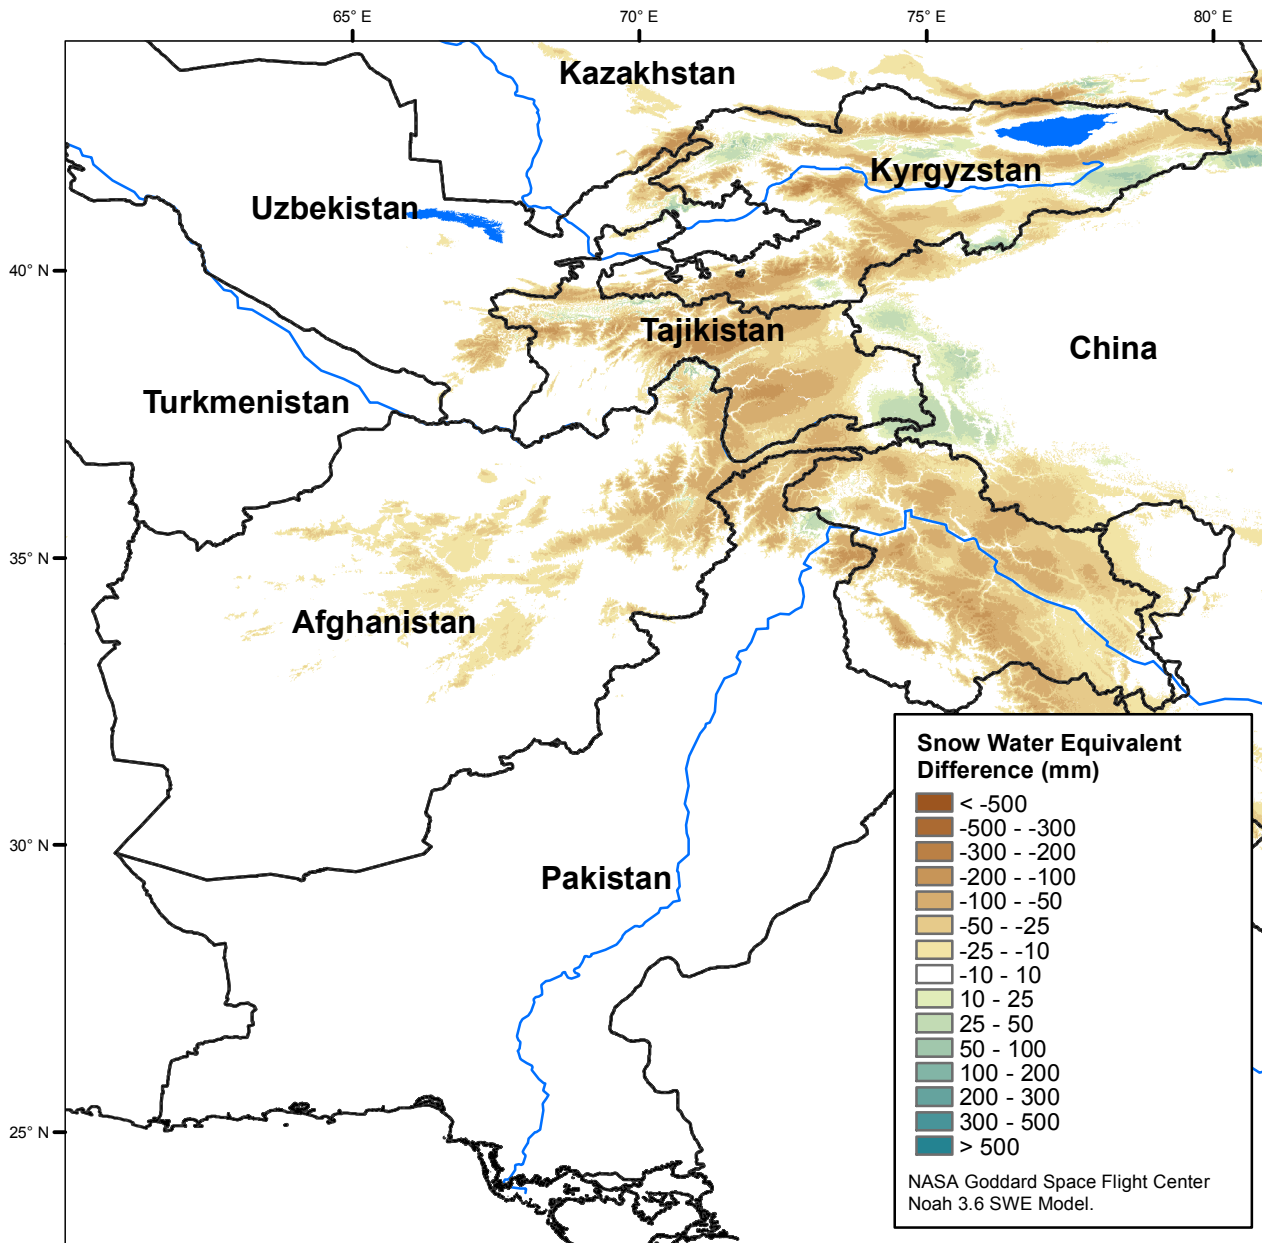 65° E
70° E
75° E
80° E
Kazakhstan
Kyrgyzstan
Uzbekistan
40° N
Tajikistan
China
Turkmenistan
35° N
Afghanistan
30° N
Pakistan
25° N
Snow Water Equivalent
Difference (mm)
< -500
-500 - -300
-300 - -200
-200 - -100
-100 - -50
-50 - -25
-25 - -10
-10 - 10
10 - 25
25 - 50
50 - 100
100 - 200
200 - 300
300 - 500
> 500
NASA Goddard Space Flight Center
Noah 3.6 SWE Model.